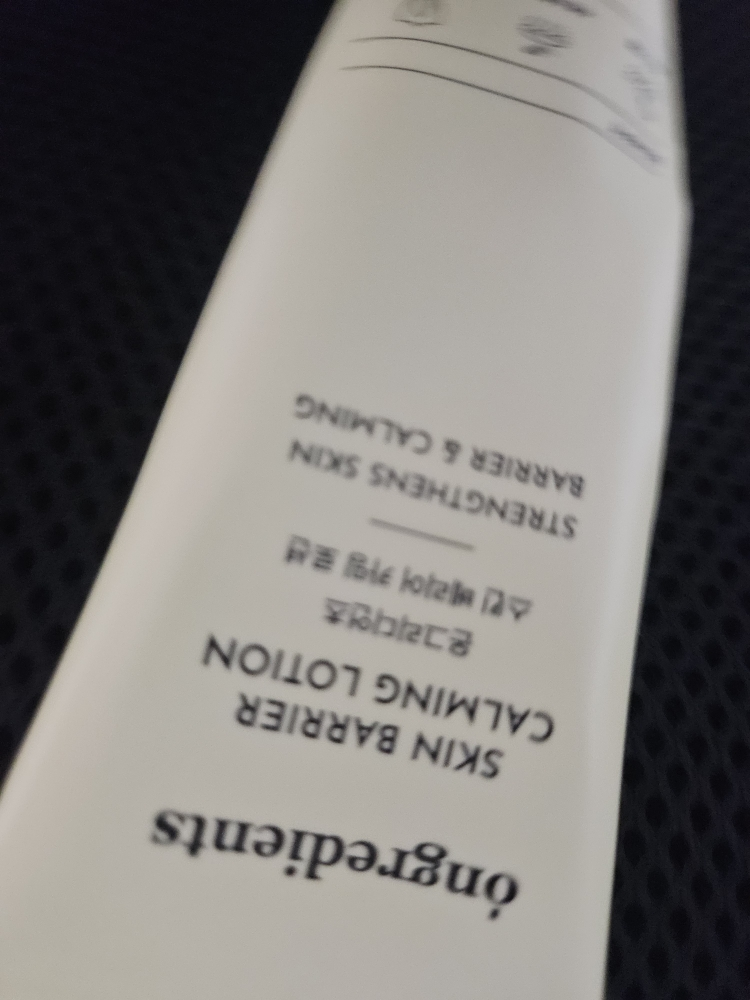 óngredients
SKIN BARRIER
CALMING LOTION
온그리디언츠
스킨 베리어 카밍 로션
STRENGTHENS SKIN
BARRIER & CALMING